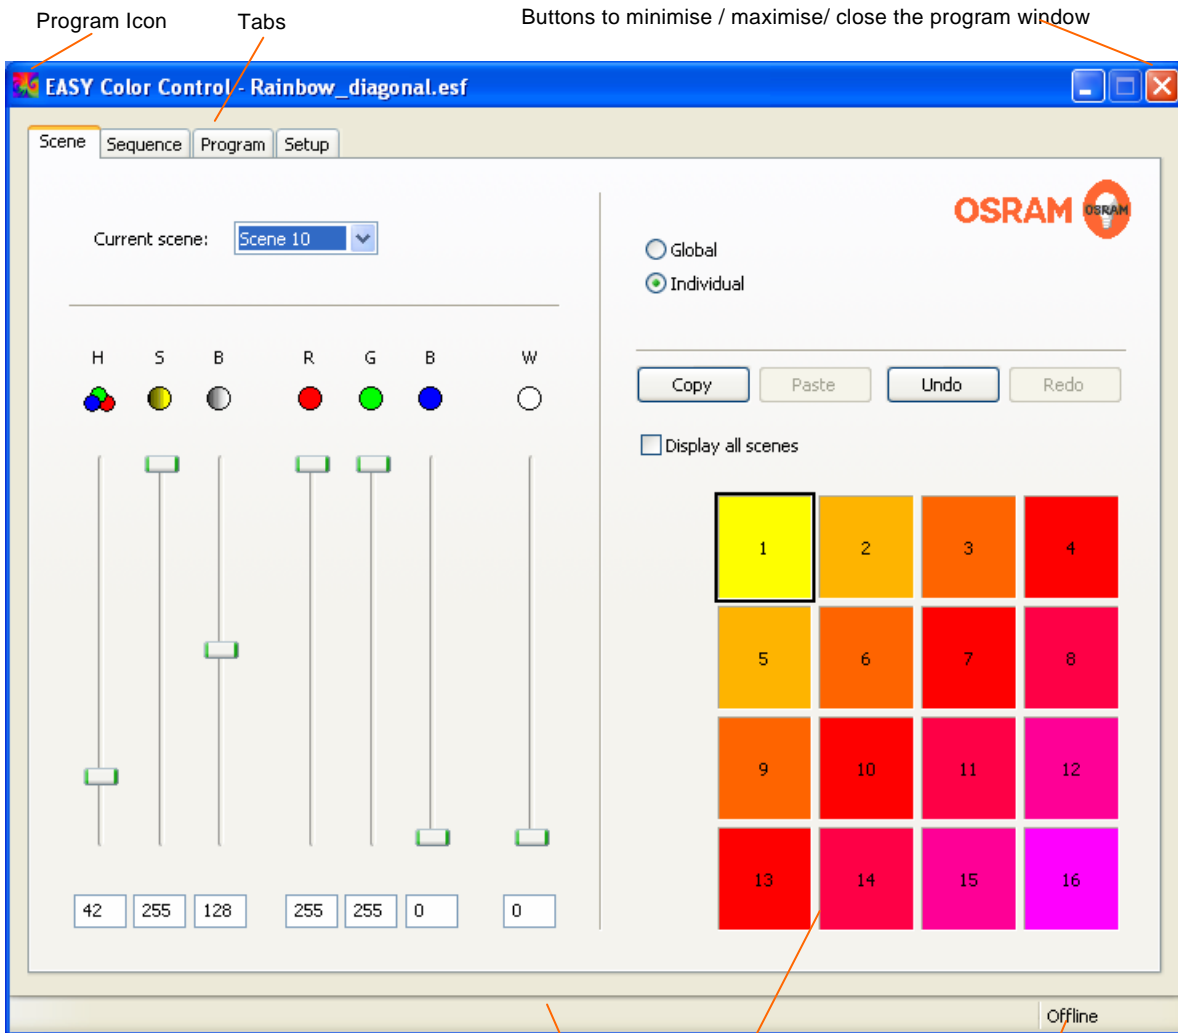 Program Icon
Tabs
Buttons to minimise / maximise/ close the program window
EASY Color Control - Rainbow_diagonal.esf
Scene
Sequence
Program
Setup
OSRAM OSRAM
Current scene:
Scene 10
Global
Individual
H
S
B
R
G
B
W
Copy
Paste
Undo
Redo
Display all scenes
1
2
3
4
5
6
7
8
9
10
11
12
13
14
15
16
42
255
128
255
255
0
0
Offline